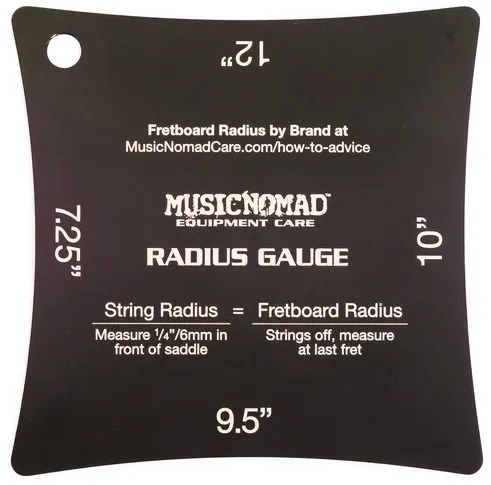 12”
Fretboard Radius by Brand at
MusicNomadCare.com/how-to-advice
MUSICNOMAD™
EQUIPMENT CARE
RADIUS GAUGE
7.25”
10”
String Radius = Fretboard Radius
Measure ¼”/6mm in Strings off, measure
front of saddle at last fret
9.5”